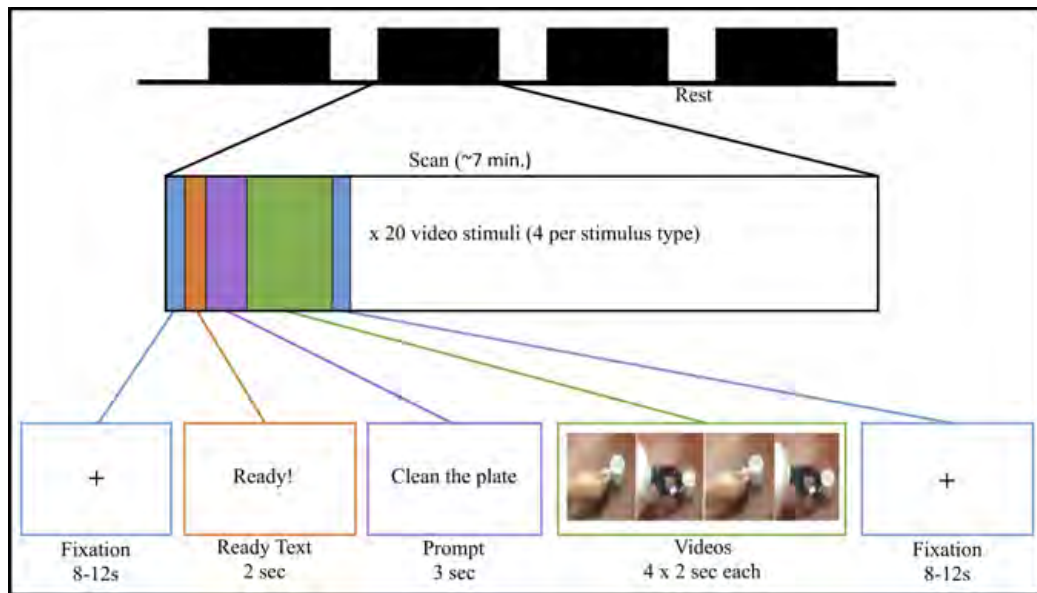 Rest
Scan (~7 min.)
x 20 video stimuli (4 per stimulus type)
+
Ready!
Clean the plate
+
Fixation
8-12s
Ready Text
2 sec
Prompt
3 sec
Videos
4 x 2 sec each
Fixation
8-12s